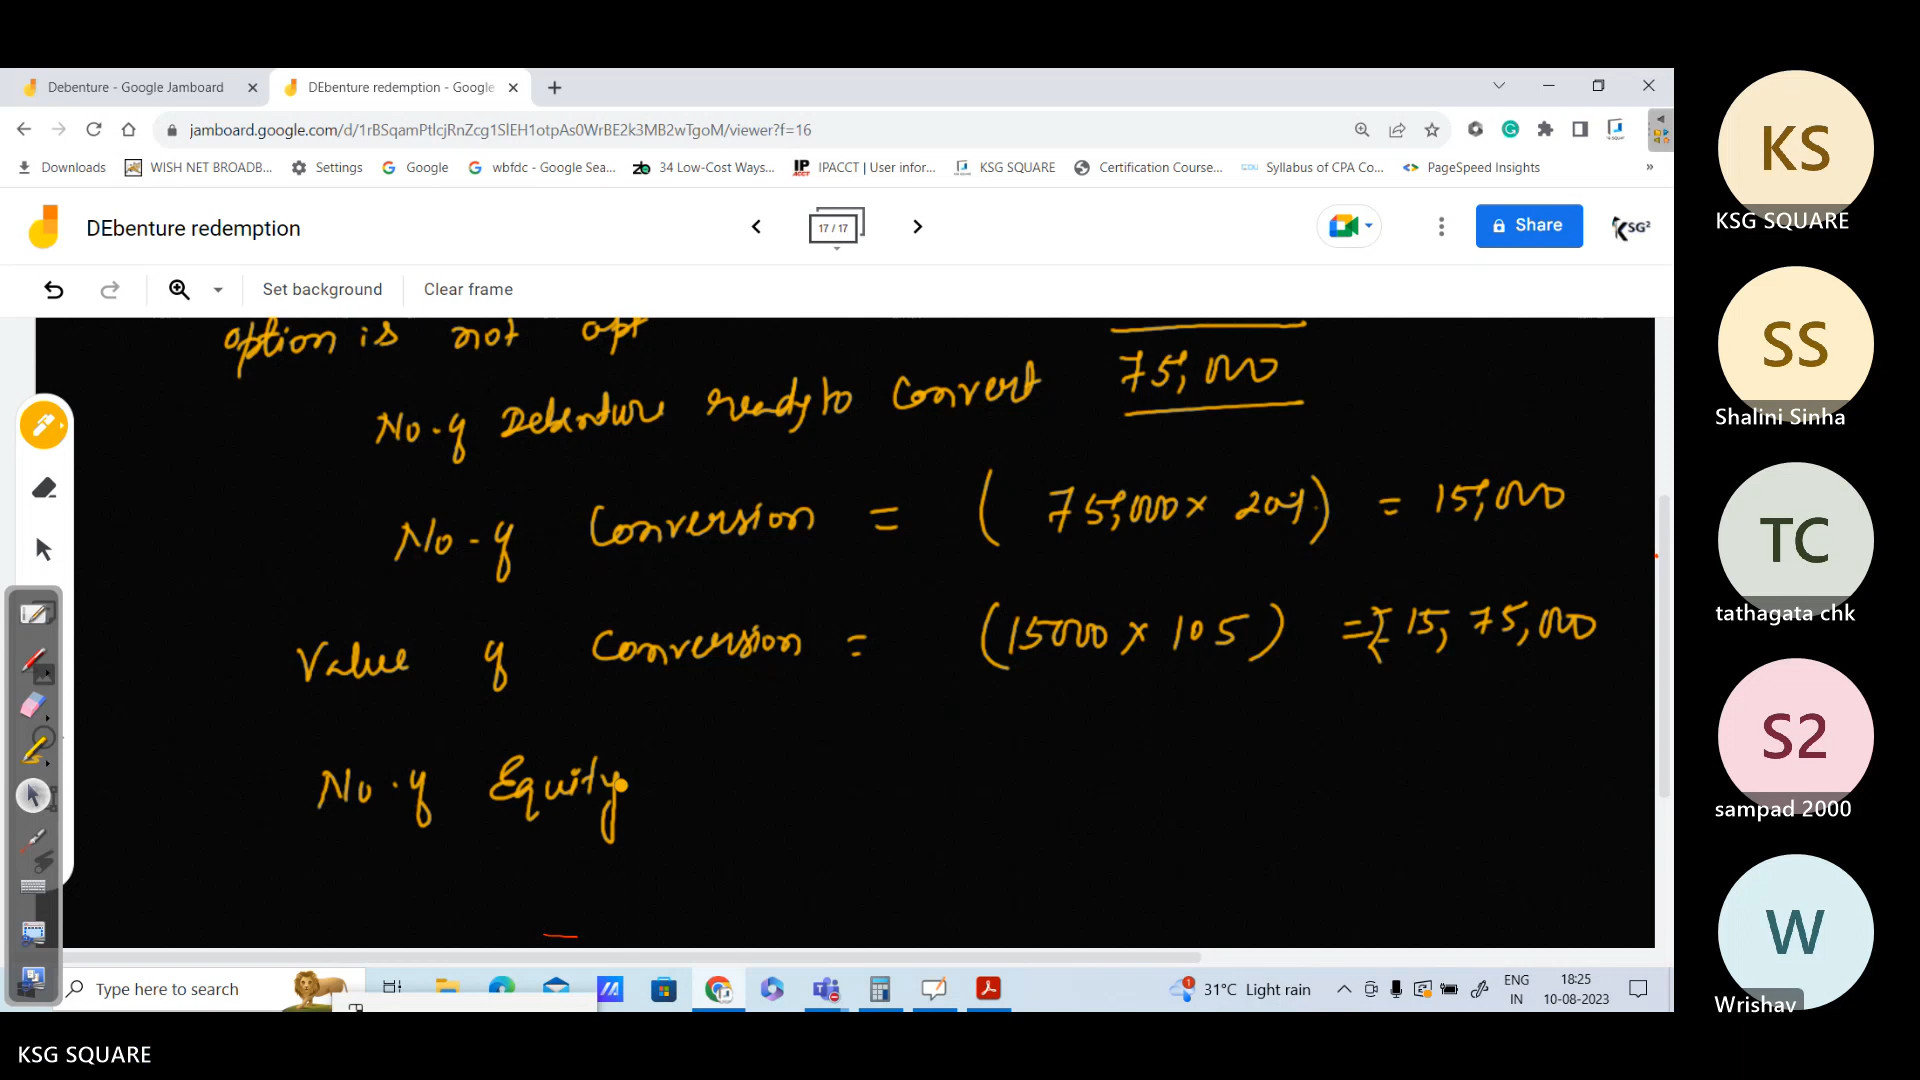 Debenture - Google Jamboard
DEbenture redemption - Google
jamboard.google.com/d/1rBSqamPtlcjRnZcg1SlEH1otpAs0WrBE2k3MB2wTgoM/viewer?f=16
Downloads WISH NET BROADB... Settings Google wbfdc - Google Sea... 34 Low-Cost Ways... IPACCT | User infor... KSG SQUARE Certification Course... Syllabus of CPA Co... PageSpeed Insights »
DEbenture redemption
17 / 17
Share
KSG²
Set background Clear frame
option is not opt
No. of Debenture ready to Convert 75,000
No. of Conversion = (75,000 × 20%) = 15,000
Value of Conversion = (15000 × 105) = ₹ 15,75,000
No. of Equity
Type here to search
31°C Light rain
ENG
IN
18:25
10-08-2023
KS
KSG SQUARE
SS
Shalini Sinha
TC
tathagata chk
S2
sampad 2000
W
Wrishav
KSG SQUARE